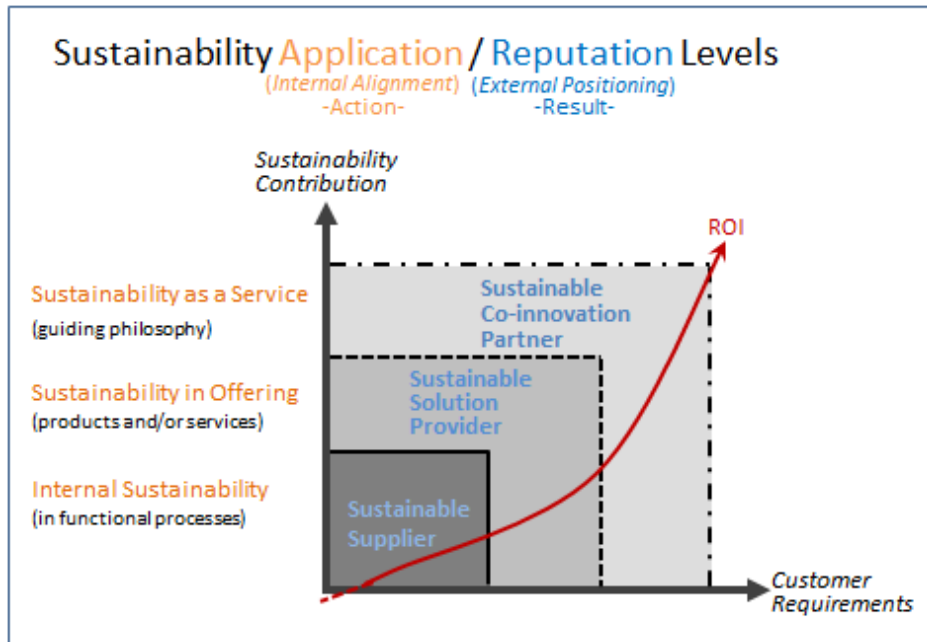 Sustainability Application / Reputation Levels
(Internal Alignment) (External Positioning)
-Action- -Result-
Sustainability
Contribution
ROI
Sustainability as a Service
(guiding philosophy)
Sustainable
Co-innovation
Partner
Sustainability in Offering
(products and/or services)
Sustainable
Solution
Provider
Internal Sustainability
(in functional processes)
Sustainable
Supplier
Customer
Requirements